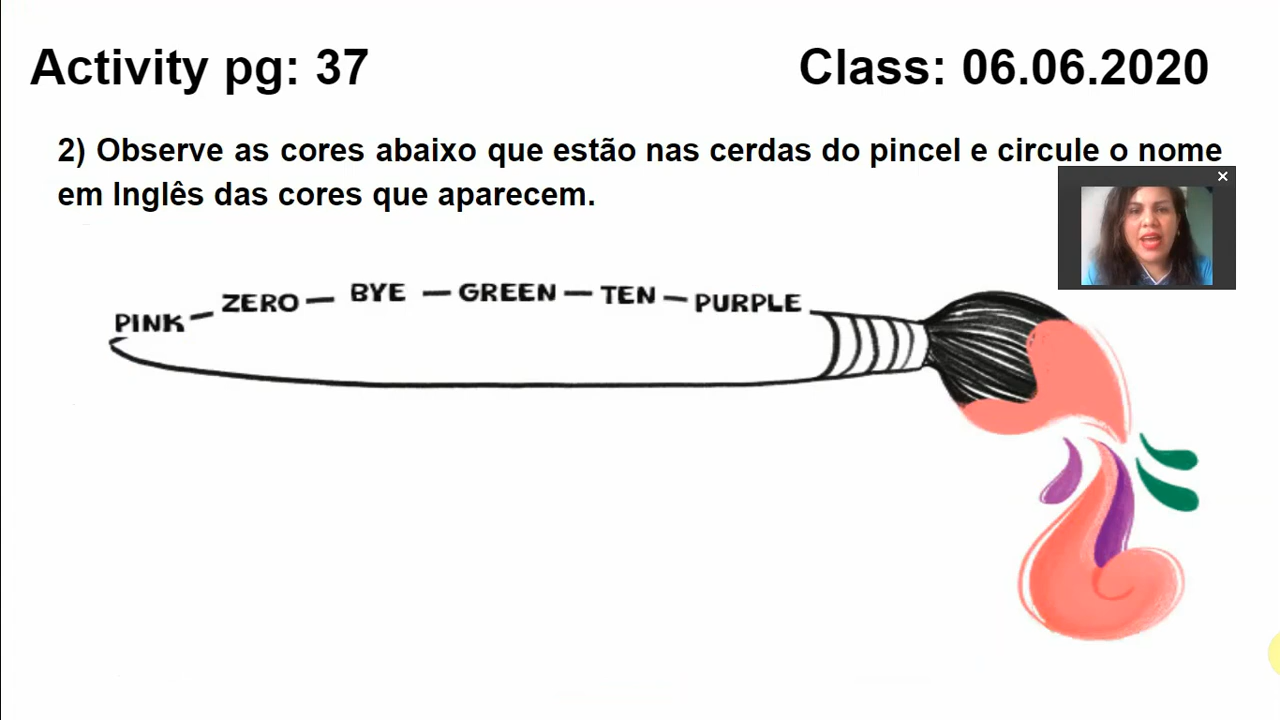 Activity pg: 37
Class: 06.06.2020
2) Observe as cores abaixo que estão nas cerdas do pincel e circule o nome
em Inglês das cores que aparecem.
PINK — ZERO — BYE — GREEN — TEN — PURPLE